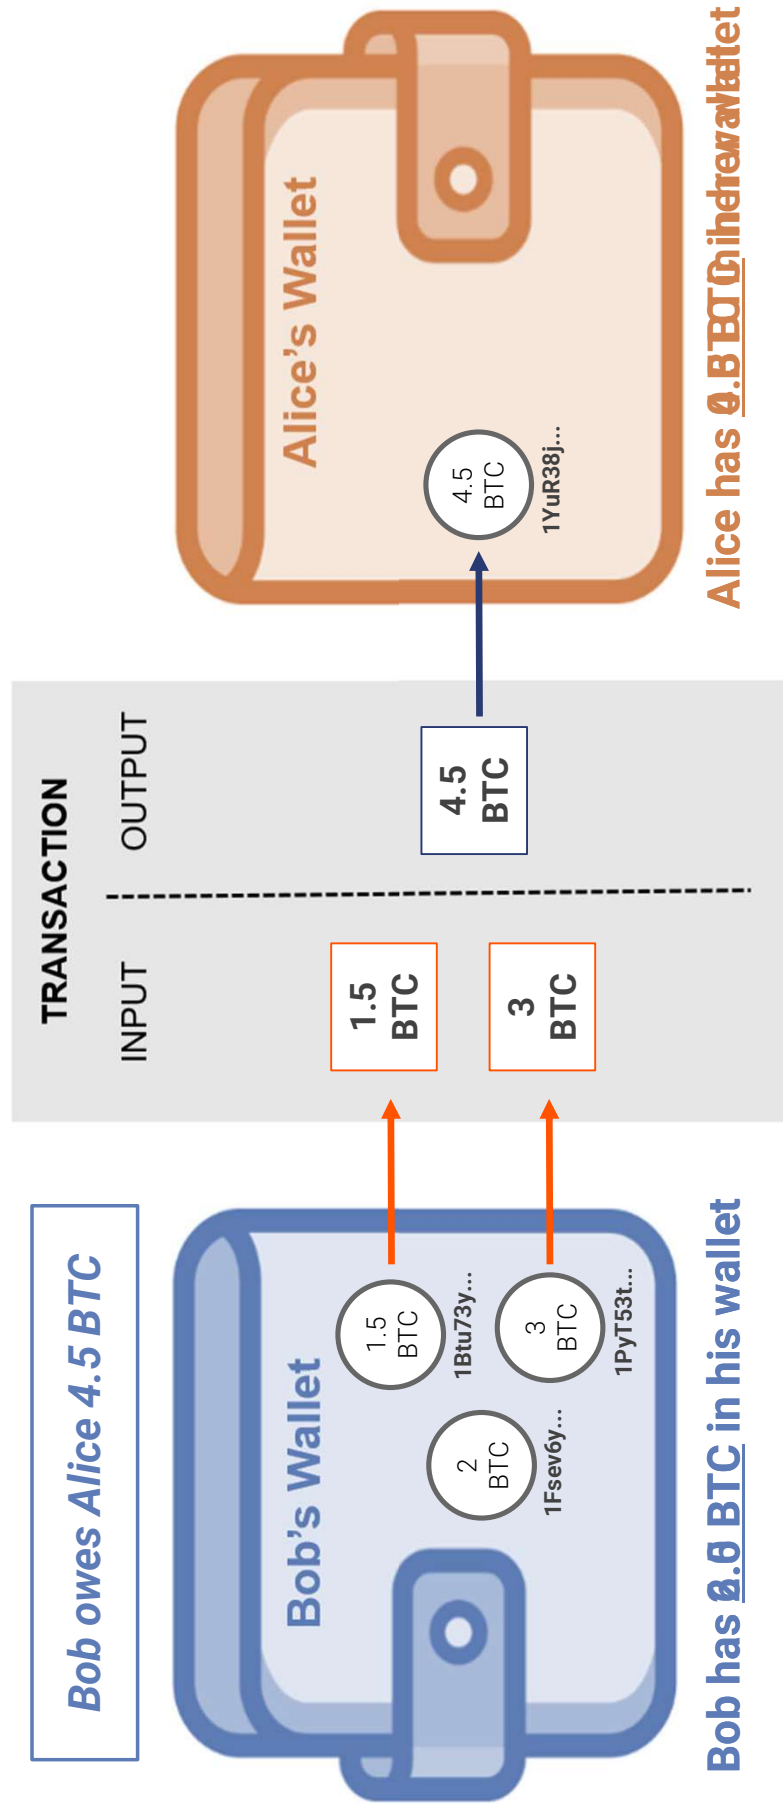 Bob owes Alice 4.5 BTC
TRANSACTION
INPUT
OUTPUT
Bob's Wallet
2
BTC
1Fsev6y...
1.5
BTC
1Btu73y...
3
BTC
1PyT53t...
1.5
BTC
3
BTC
4.5
BTC
Alice's Wallet
4.5
BTC
1YuR38j...
Bob has BTC in his wallet
Alice has